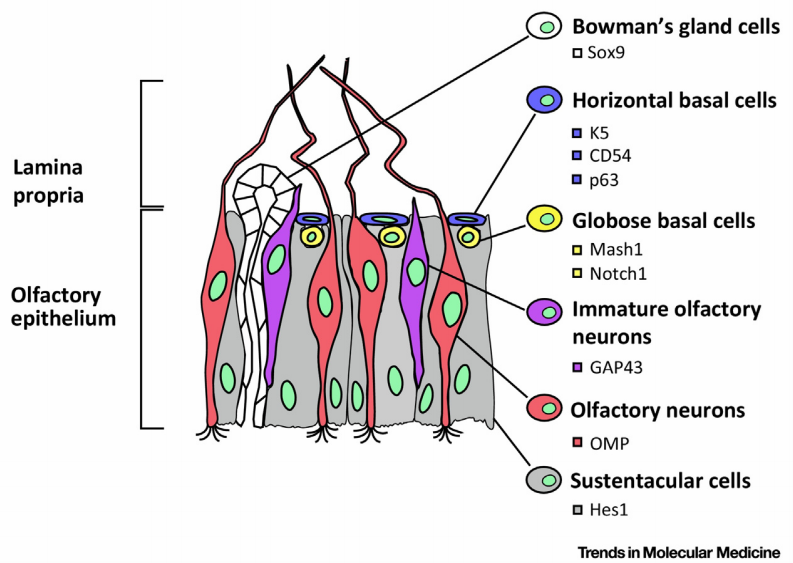 Bowman's gland cells
Sox9
Horizontal basal cells
K5
CD54
p63
Lamina
propria
Globose basal cells
Mash1
Notch1
Olfactory
epithelium
Immature olfactory
neurons
GAP43
Olfactory neurons
OMP
Sustentacular cells
Hes1
Trends in Molecular Medicine